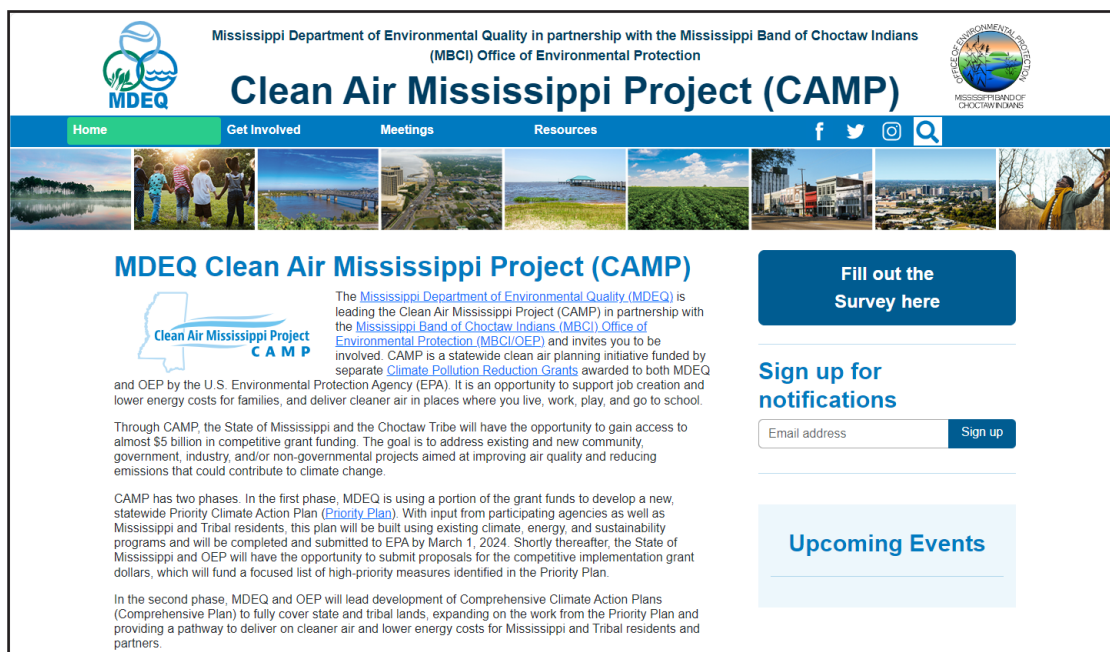 Mississippi Department of Environmental Quality in partnership with the Mississippi Band of Choctaw Indians
(MBCI) Office of Environmental Protection
Clean Air Mississippi Project (CAMP)
MDEQ
OFFICE OF ENVIRONMENTAL PROTECTION
MISSISSIPPI BAND OF
CHOCTAW INDIANS
Home
Get Involved
Meetings
Resources
MDEQ Clean Air Mississippi Project (CAMP)
Clean Air Mississippi Project
CAMP
The Mississippi Department of Environmental Quality (MDEQ) is
leading the Clean Air Mississippi Project (CAMP) in partnership with
the Mississippi Band of Choctaw Indians (MBCI) Office of
Environmental Protection (MBCI/OEP) and invites you to be
involved. CAMP is a statewide clean air planning initiative funded by
separate Climate Pollution Reduction Grants awarded to both MDEQ
and OEP by the U.S. Environmental Protection Agency (EPA). It is an opportunity to support job creation and
lower energy costs for families, and deliver cleaner air in places where you live, work, play, and go to school.
Through CAMP, the State of Mississippi and the Choctaw Tribe will have the opportunity to gain access to
almost $5 billion in competitive grant funding. The goal is to address existing and new community,
government, industry, and/or non-governmental projects aimed at improving air quality and reducing
emissions that could contribute to climate change.
CAMP has two phases. In the first phase, MDEQ is using a portion of the grant funds to develop a new,
statewide Priority Climate Action Plan (Priority Plan). With input from participating agencies as well as
Mississippi and Tribal residents, this plan will be built using existing climate, energy, and sustainability
programs and will be completed and submitted to EPA by March 1, 2024. Shortly thereafter, the State of
Mississippi and OEP will have the opportunity to submit proposals for the competitive implementation grant
dollars, which will fund a focused list of high-priority measures identified in the Priority Plan.
In the second phase, MDEQ and OEP will lead development of Comprehensive Climate Action Plans
(Comprehensive Plan) to fully cover state and tribal lands, expanding on the work from the Priority Plan and
providing a pathway to deliver on cleaner air and lower energy costs for Mississippi and Tribal residents and
partners.
Fill out the
Survey here
Sign up for
notifications
Email address
Sign up
Upcoming Events